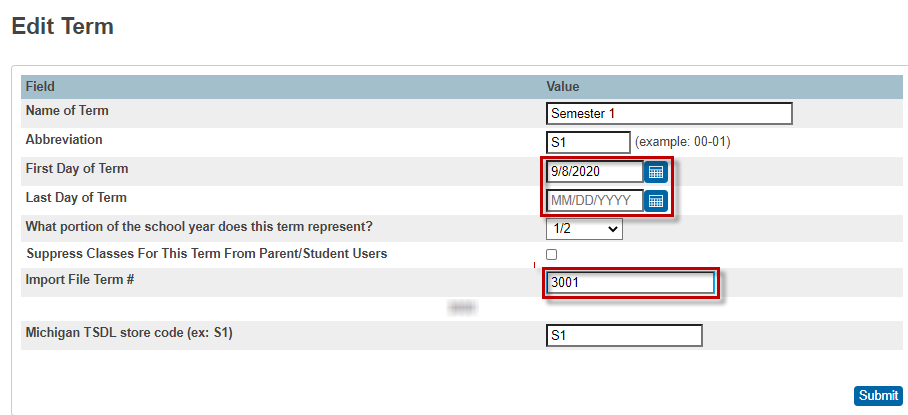 Edit Term
Field Value
Name of Term Semester 1
Abbreviation S1 (example: 00-01)
First Day of Term 9/8/2020
Last Day of Term MM/DD/YYYY
What portion of the school year does this term represent? 1/2
Suppress Classes For This Term From Parent/Student Users
Import File Term # 3001
Michigan TSDL store code (ex: S1) S1
Submit